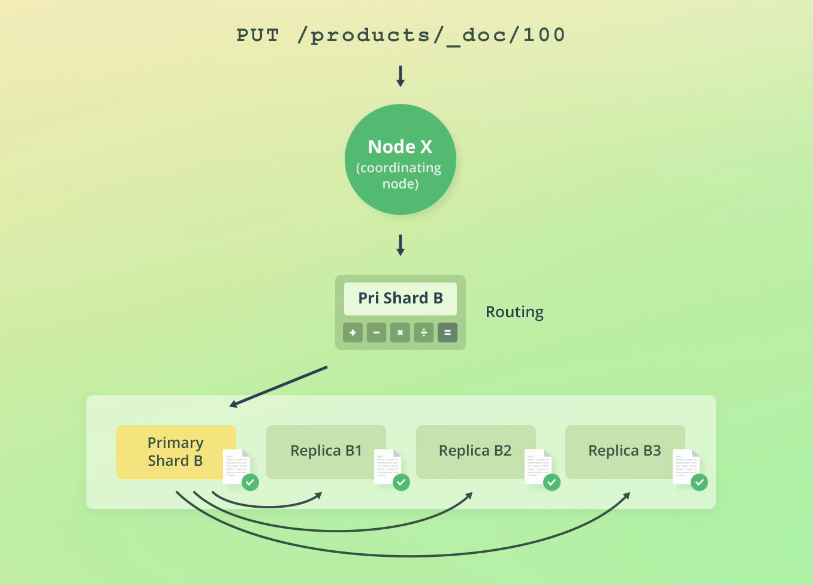 PUT /products/_doc/100
Node X
(coordinating
node)
Pri Shard B
+ − × ÷ =
Routing
Primary
Shard B
Replica B1
Replica B2
Replica B3